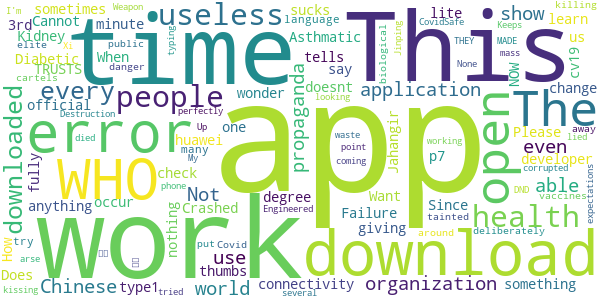 Cannot
sometimes
useless
time
This
sucks
lite
CovidSafe
killing
I'm
Weapon
3rd
minute
show
language
THEY
MADE
mass
elite
Xi
typing
Kidney
When
Asthmatic
learn
biological
Jinping
Keeps
public
Diabetic
TRUSTS
tells
us
None
danger
every
people
say
doesnt
NOW
cv19
cartels
downloaded
official
wonder
application
change
Destruction
perfectly
looking
error
app
propaganda
open
The
died
Up
many
huawei
one
Please
even
away
waste
point
working
fully
WHO
check
Jahangir
p7
developer
lied
My
coming
anything
occur
Not
degree
Since
able
corrupted
nothing
Crashed
Want
health
vaccines
expectations
phone
Engineered
Failure
DND
How
Does
work
use
giving
download
tainted
deliberately
try
put
Covid
thumbs
around
arse
Chinese
type1
world
connectivity
organization
something
kissing
tried
several